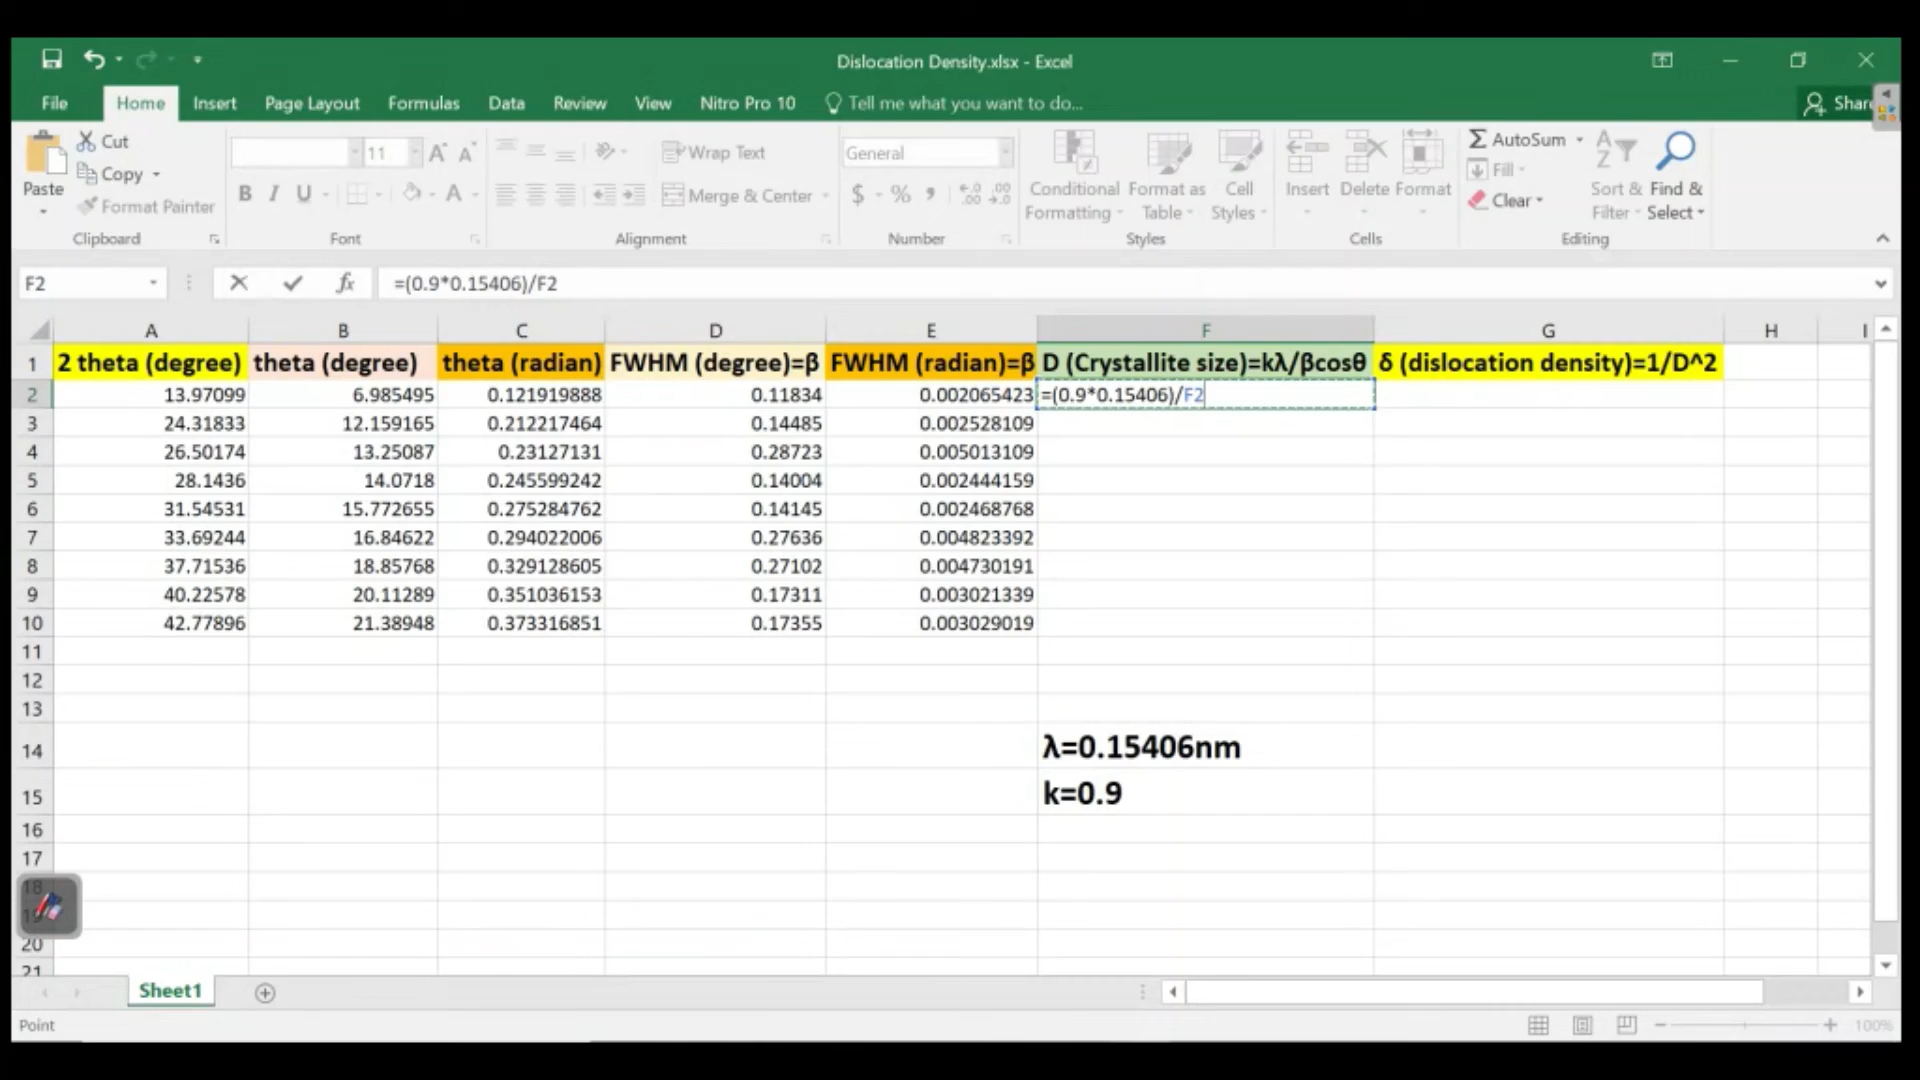 Dislocation Density.xlsx - Excel
File Home Insert Page Layout Formulas Data Review View Nitro Pro 10 Tell me what you want to do...
Paste
Cut
Copy
Format Painter
Clipboard
11
B I U
Font
Wrap Text
Merge & Center
Alignment
General
$ % ,
Number
Conditional Formatting
Format as Table
Cell Styles
Styles
Insert Delete Format
Cells
AutoSum
Fill
Clear
Sort & Filter
Find & Select
Editing
F2 fx =(0.9*0.15406)/F2
A B C D E F G H I
1 2 theta (degree) theta (degree) theta (radian) FWHM (degree)=β FWHM (radian)=β D (Crystallite size)=kλ/βcosθ δ (dislocation density)=1/D^2
2 13.97099 6.985495 0.121919888 0.11834 0.002065423 =(0.9*0.15406)/F2
3 24.31833 12.159165 0.212217464 0.14485 0.002528109
4 26.50174 13.25087 0.23127131 0.28723 0.005013109
5 28.1436 14.0718 0.245599242 0.14004 0.002444159
6 31.54531 15.772655 0.275284762 0.14145 0.002468768
7 33.69244 16.84622 0.294022006 0.27636 0.004823392
8 37.71536 18.85768 0.329128605 0.27102 0.004730191
9 40.22578 20.11289 0.351036153 0.17311 0.003021339
10 42.77896 21.38948 0.373316851 0.17355 0.003029019
11
12
13
14 λ=0.15406nm
15 k=0.9
16
17
18
19
20
21
Sheet1
Point 100%